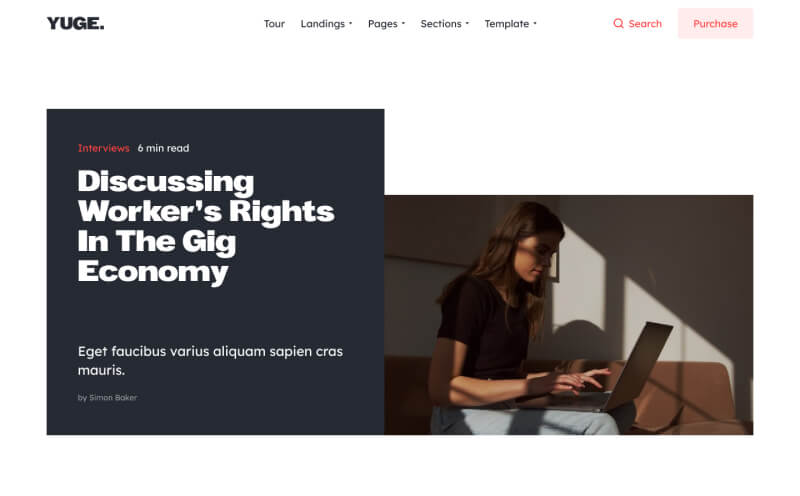 YUGE.
Tour Landings Pages Sections Template
Search Purchase
Interviews 6 min read
Discussing
Worker's Rights
In The Gig
Economy
Eget faucibus varius aliquam sapien cras
mauris.
by Simon Baker